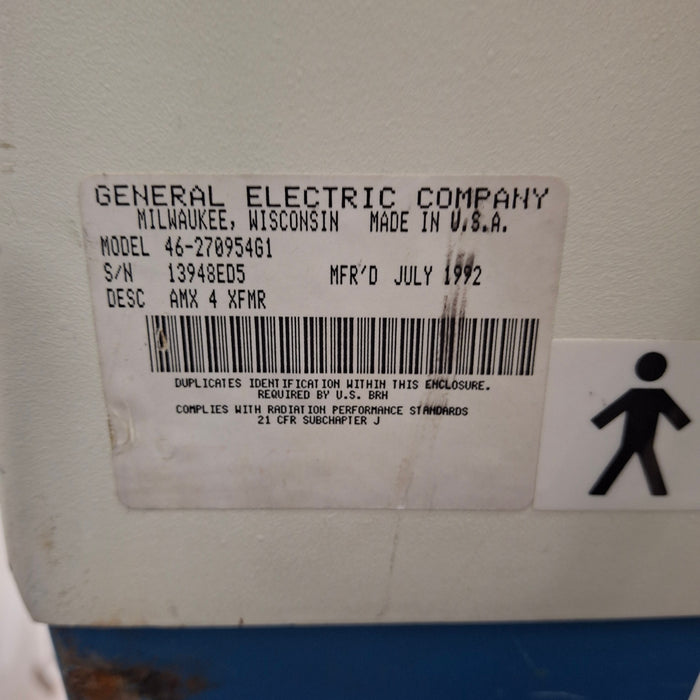 GENERAL ELECTRIC COMPANY
MILWAUKEE, WISCONSIN MADE IN U.S.A.
MODEL 46-270954G1
S/N 13948ED5 MFR'D JULY 1992
DESC AMX 4 XFMR
DUPLICATES IDENTIFICATION WITHIN THIS ENCLOSURE.
REQUIRED BY U.S. BRH
COMPLIES WITH RADIATION PERFORMANCE STANDARDS
21 CFR SUBCHAPTER J